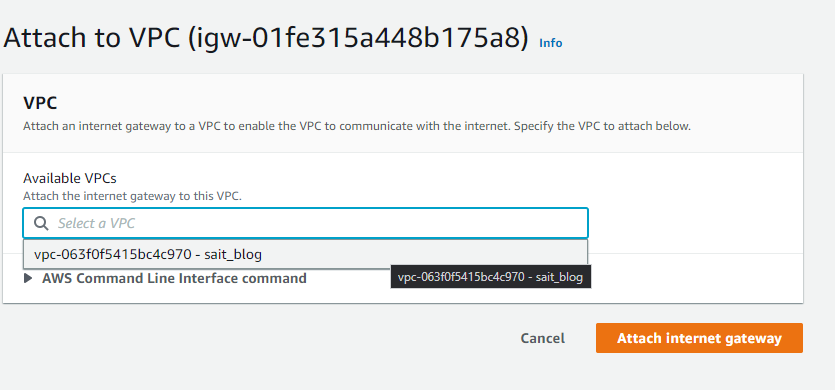 Attach to VPC (igw-01fe315a448b175a8) Info
VPC
Attach an internet gateway to a VPC to enable the VPC to communicate with the internet. Specify the VPC to attach below.
Available VPCs
Attach the internet gateway to this VPC.
Select a VPC
vpc-063f0f5415bc4c970 - sait_blog
AWS Command Line Interface command
vpc-063f0f5415bc4c970 - sait_blog
Cancel
Attach internet gateway